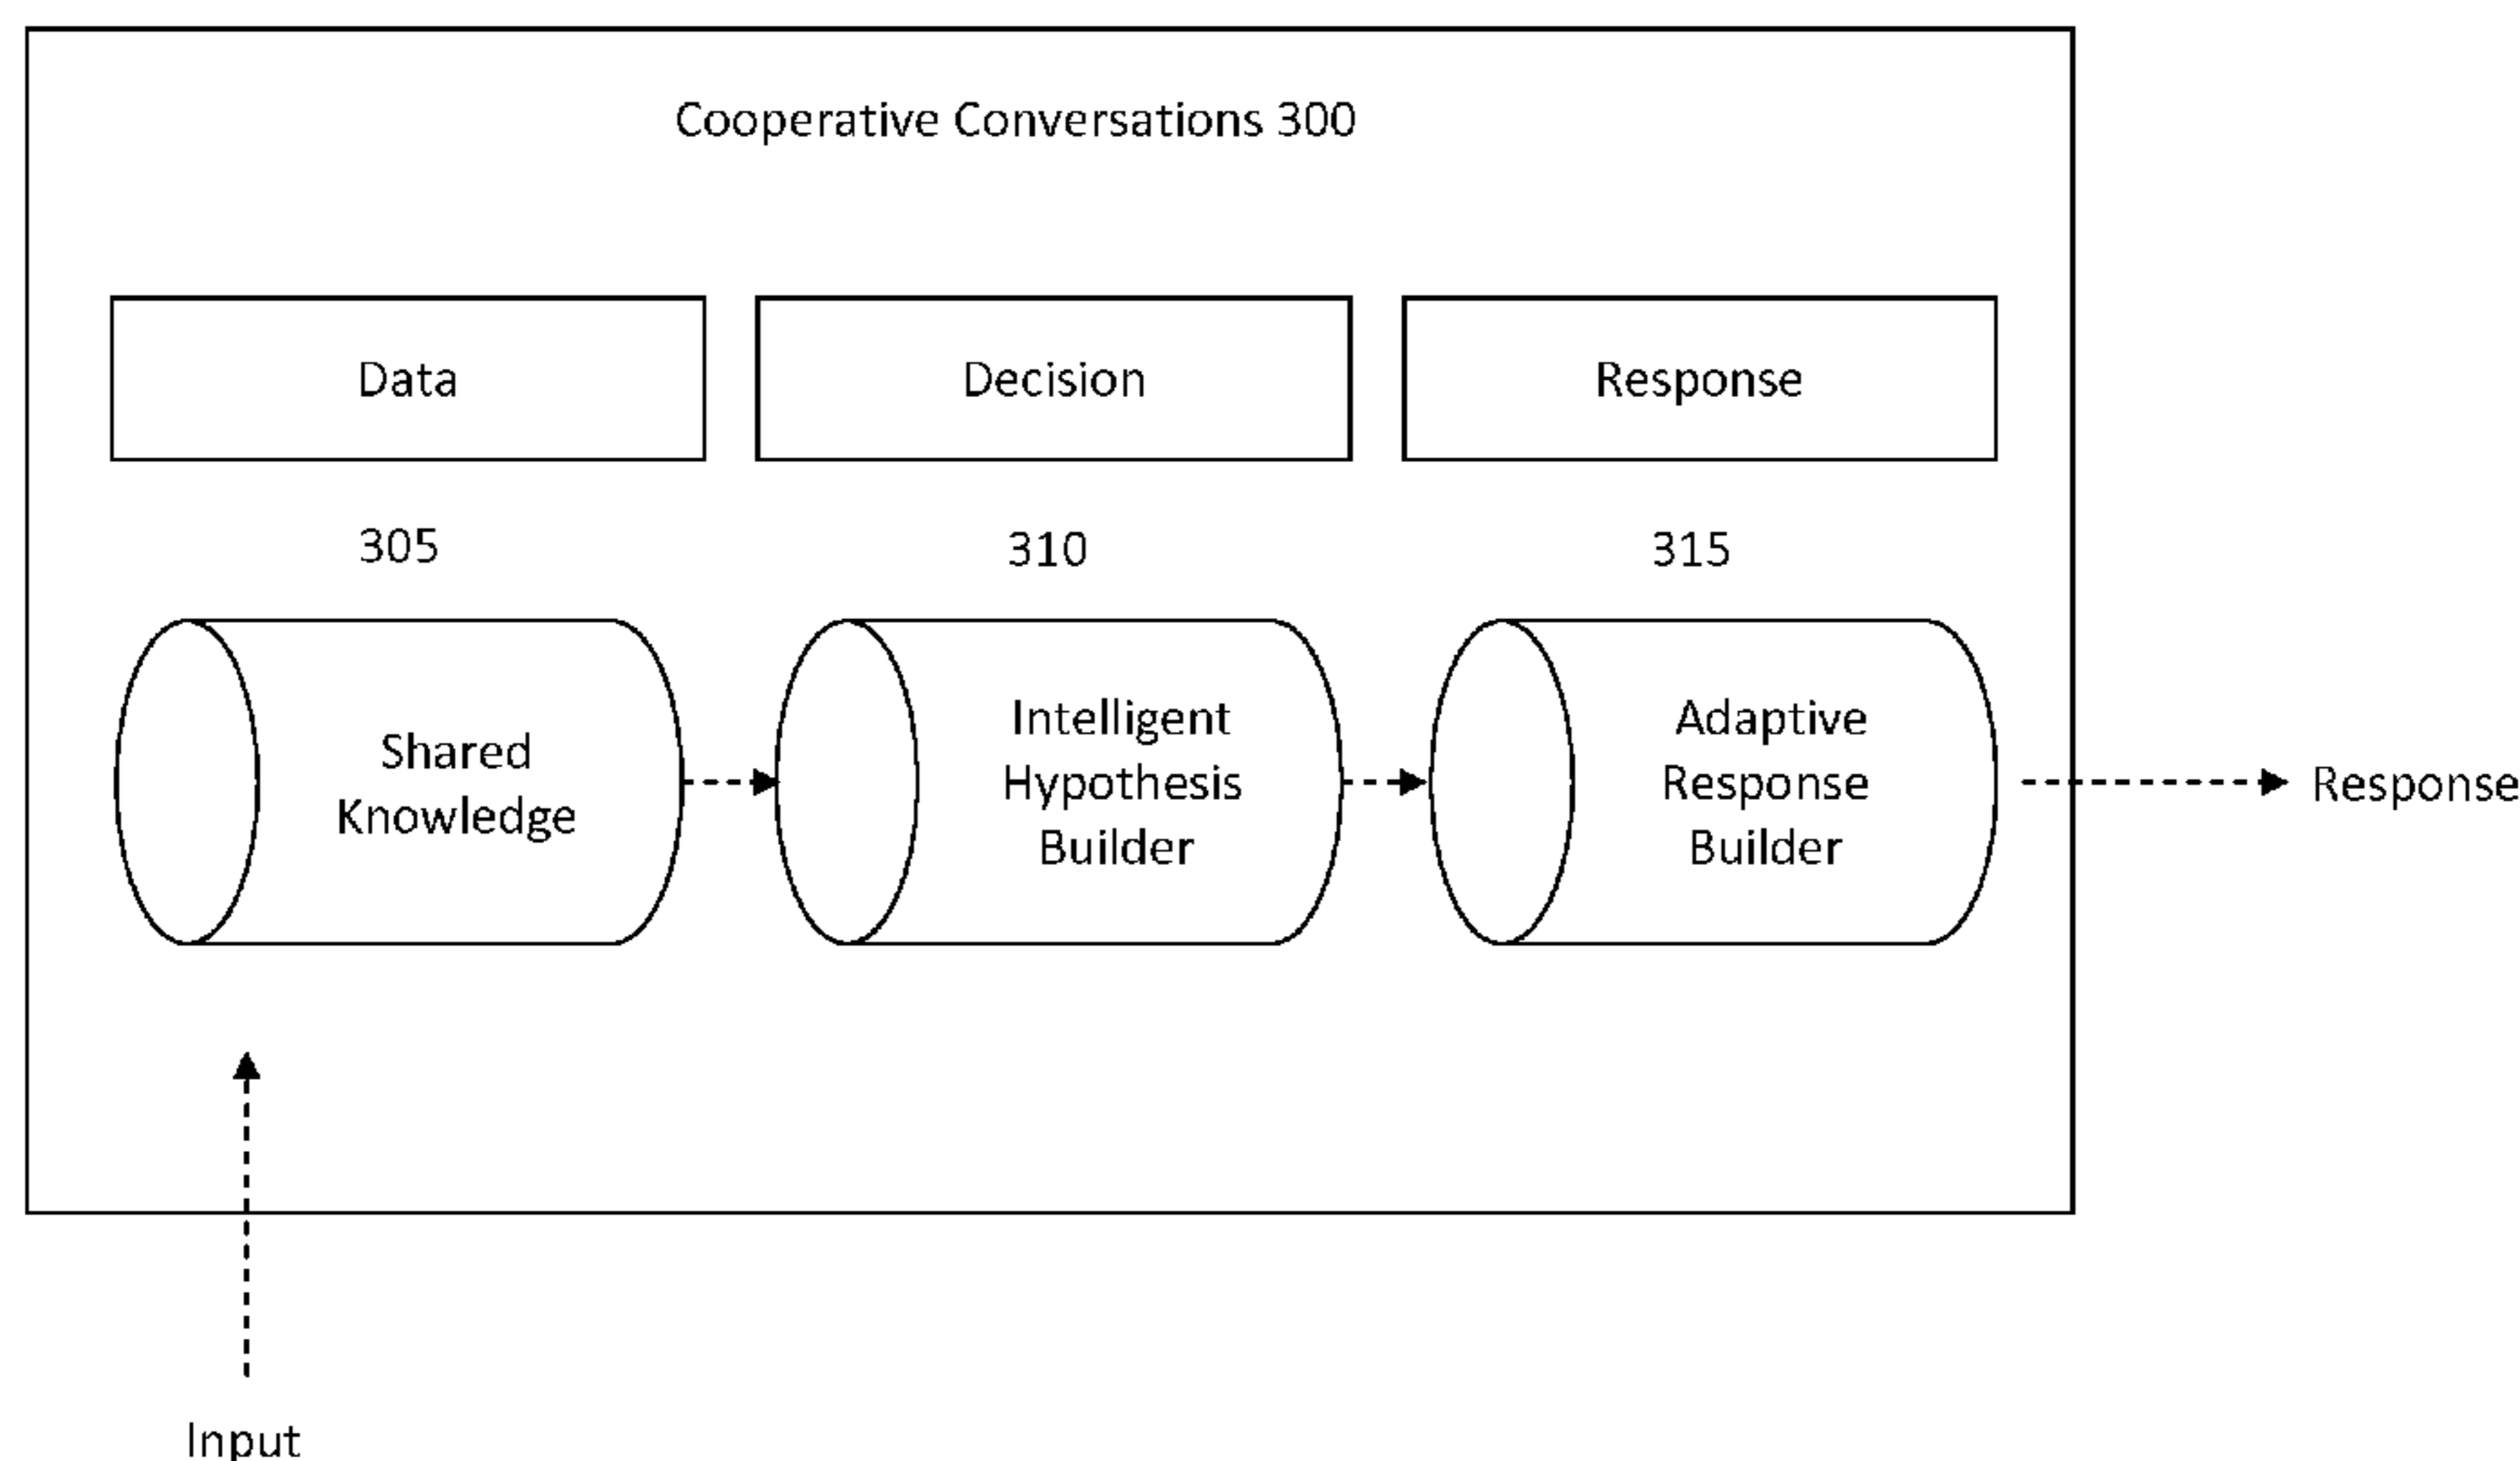 Cooperative Conversations 300
Data
Decision
Response
305
310
315
Shared
Knowledge
Intelligent
Hypothesis
Builder
Adaptive
Response
Builder
Response
Input